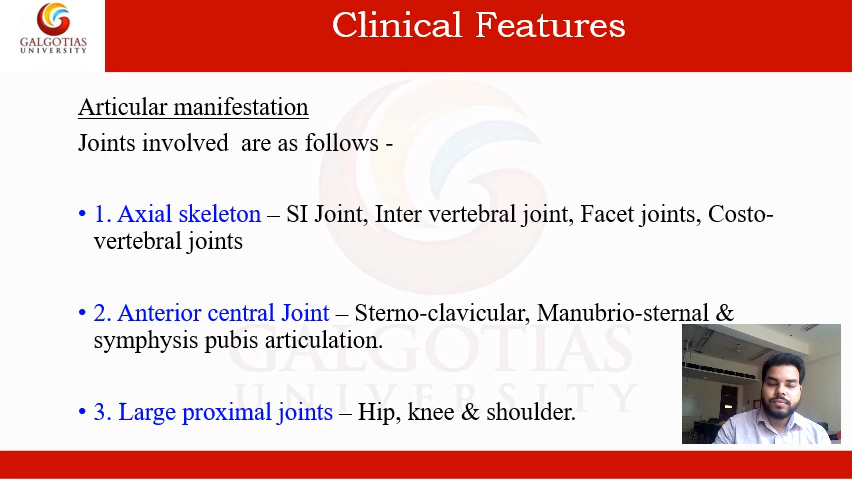 Clinical Features
GALGOTIAS
UNIVERSITY
Articular manifestation
Joints involved are as follows -
• 1. Axial skeleton – SI Joint, Inter vertebral joint, Facet joints, Costo-
vertebral joints
• 2. Anterior central Joint – Sterno-clavicular, Manubrio-sternal &
symphysis pubis articulation.
GALGOTIAS
UNIVERSITY
• 3. Large proximal joints – Hip, knee & shoulder.